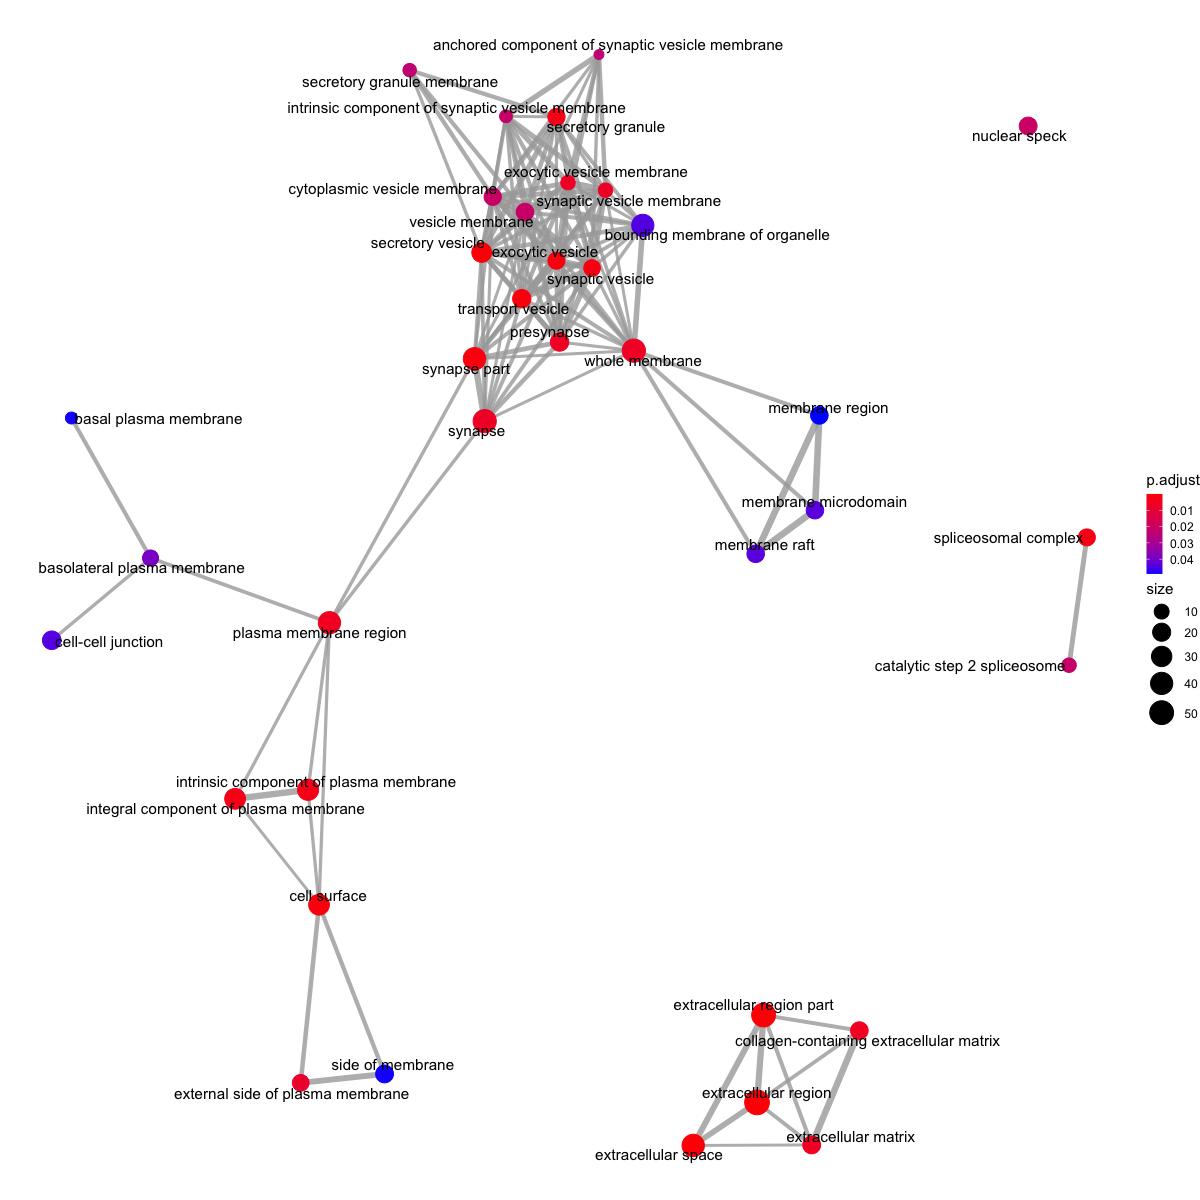 anchored component of synaptic vesicle membrane
secretory granule membrane
intrinsic component of synaptic vesicle membrane
secretory granule
nuclear speck
exocytic vesicle membrane
cytoplasmic vesicle membrane
synaptic vesicle membrane
vesicle membrane
bounding membrane of organelle
secretory vesicle
exocytic vesicle
synaptic vesicle
transport vesicle
presynapse
whole membrane
synapse part
membrane region
basal plasma membrane
synapse
p.adjust
0.01
0.02
0.03
0.04
membrane microdomain
spliceosomal complex
membrane raft
basolateral plasma membrane
size
10
20
30
40
50
plasma membrane region
cell-cell junction
catalytic step 2 spliceosome
intrinsic component of plasma membrane
integral component of plasma membrane
cell surface
extracellular region part
collagen-containing extracellular matrix
side of membrane
external side of plasma membrane
extracellular region
extracellular matrix
extracellular space